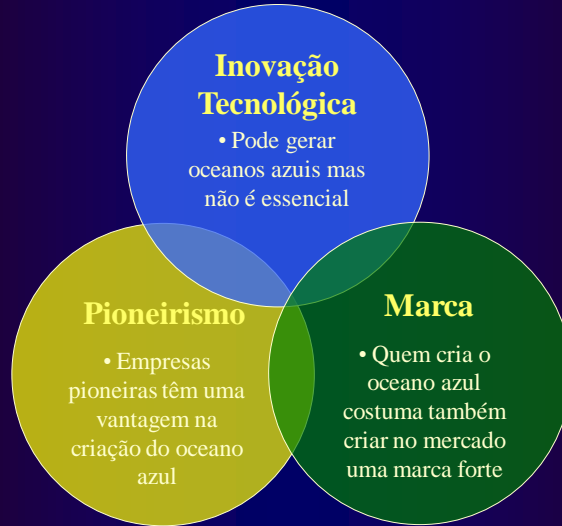 Inovação
Tecnológica
• Pode gerar
oceanos azuis mas
não é essencial
Pioneirismo
• Empresas
pioneiras têm uma
vantagem na
criação do oceano
azul
Marca
• Quem cria o
oceano azul
costuma também
criar no mercado
uma marca forte